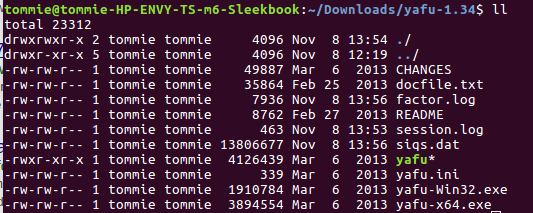 tommie@tommie-HP-ENVY-TS-m6-Sleekbook:~/Downloads/yafu-1.34$ ll
total 23312
drwxrwxr-x 2 tommie tommie     4096 Nov  8 13:54 ./
drwxr-xr-x 5 tommie tommie     4096 Nov  8 12:19 ../
-rw-rw-r-- 1 tommie tommie    49887 Mar  6  2013 CHANGES
-rw-rw-r-- 1 tommie tommie    35864 Feb 25  2013 docfile.txt
-rw-rw-r-- 1 tommie tommie     7936 Nov  8 13:56 factor.log
-rw-rw-r-- 1 tommie tommie     8762 Feb 27  2013 README
-rw-rw-r-- 1 tommie tommie      463 Nov  8 13:53 session.log
-rw-rw-r-- 1 tommie tommie 13806677 Nov  8 13:56 siqs.dat
-rwxr-xr-x 1 tommie tommie  4126439 Mar  6  2013 yafu*
-rw-rw-r-- 1 tommie tommie      339 Mar  6  2013 yafu.ini
-rw-rw-r-- 1 tommie tommie  1910784 Mar  6  2013 yafu-Win32.exe
-rw-rw-r-- 1 tommie tommie  3894554 Mar  6  2013 yafu-x64.exe